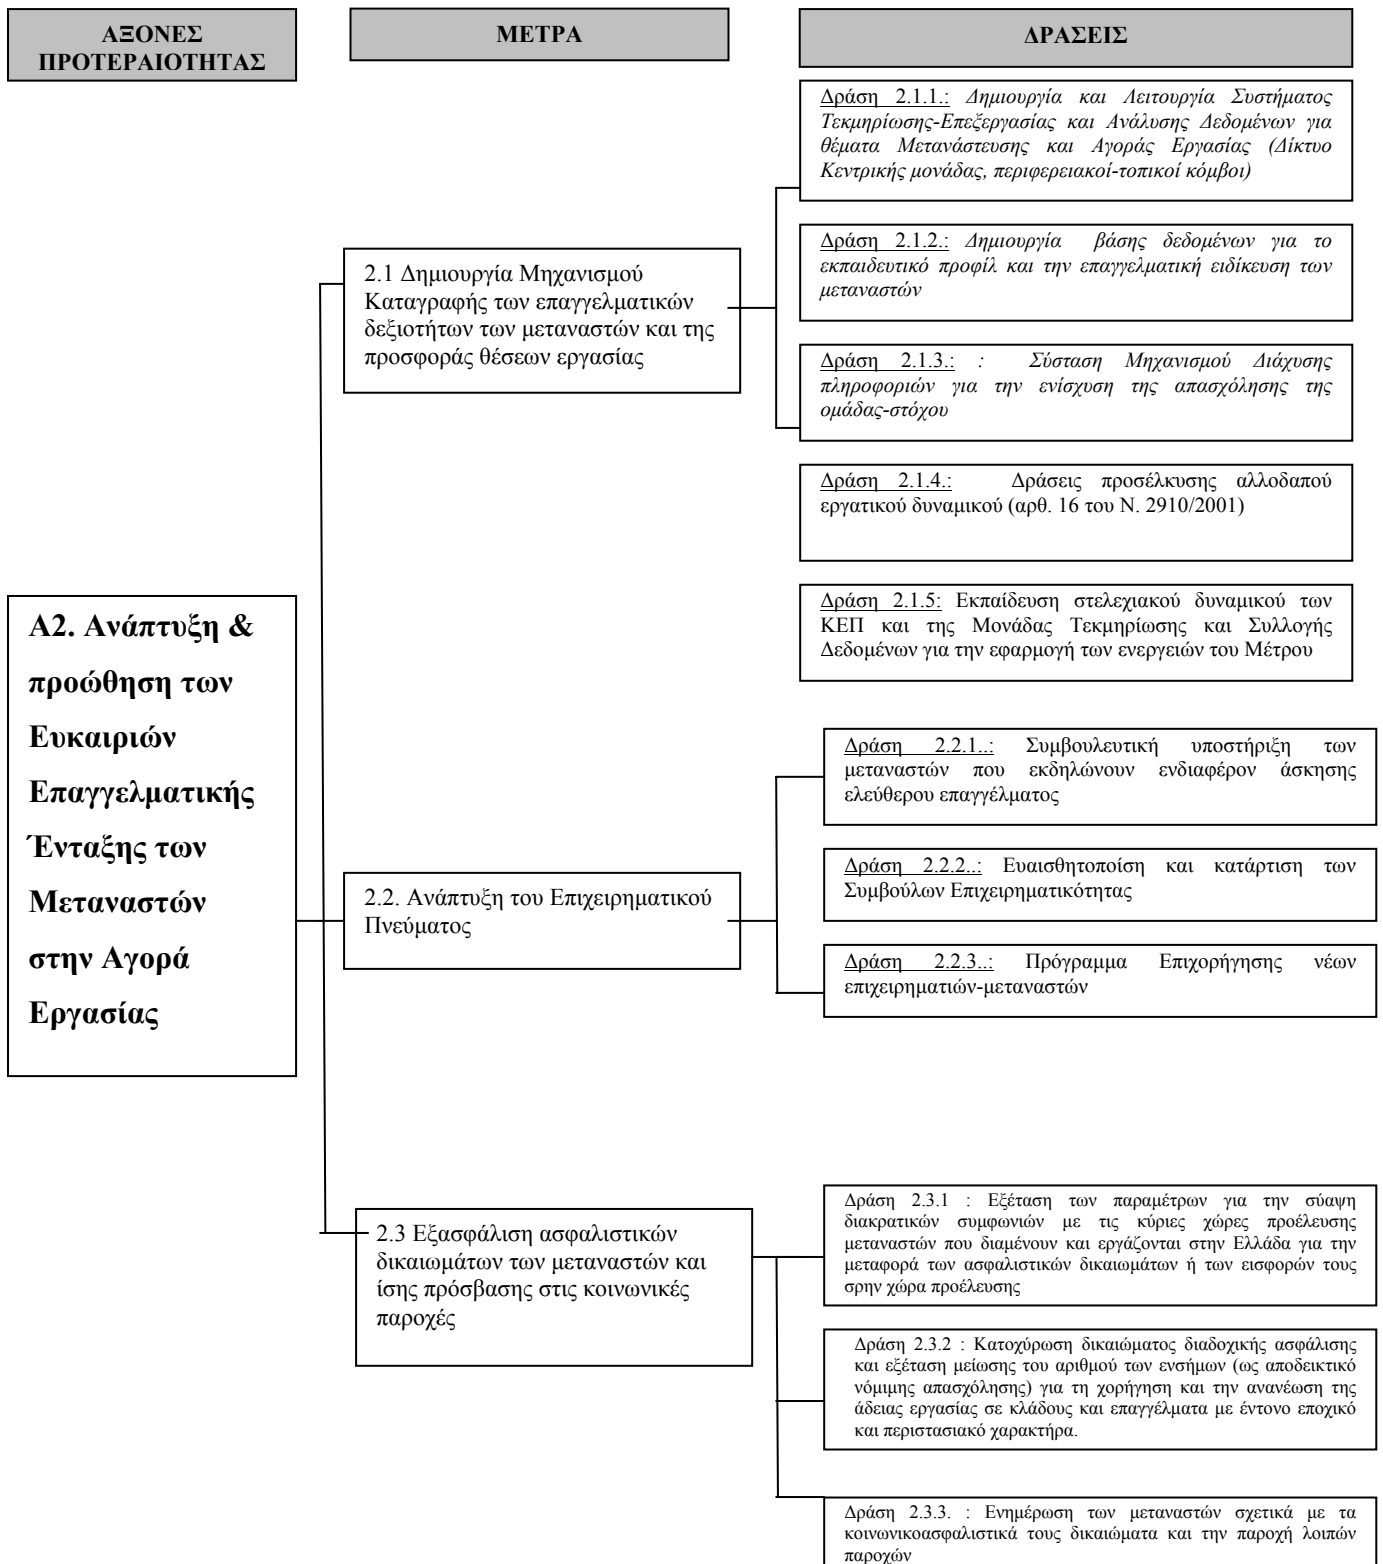 ΑΞΟΝΕΣ
ΠΡΟΤΕΡΑΙΟΤΗΤΑΣ
ΜΕΤΡΑ
ΔΡΑΣΕΙΣ
Α2. Ανάπτυξη &
προώθηση των
Ευκαιριών
Επαγγελματικής
Ένταξης των
Μεταναστών
στην Αγορά
Εργασίας
2.1 Δημιουργία Μηχανισμού
Καταγραφής των επαγγελματικών
δεξιοτήτων των μεταναστών και της
προσφοράς θέσεων εργασίας
Δράση 2.1.1.: Δημιουργία και Λειτουργία Συστήματος
Τεκμηρίωσης-Επεξεργασίας και Ανάλυσης Δεδομένων για
θέματα Μετανάστευσης και Αγοράς Εργασίας (Δίκτυο
Κεντρικής μονάδας, περιφερειακοί-τοπικοί κόμβοι)
Δράση 2.1.2.: Δημιουργία βάσης δεδομένων για το
εκπαιδευτικό προφίλ και την επαγγελματική ειδίκευση των
μεταναστών
Δράση 2.1.3.: : Σύσταση Μηχανισμού Διάχυσης
πληροφοριών για την ενίσχυση της απασχόλησης της
ομάδας-στόχου
Δράση 2.1.4.: Δράσεις προσέλκυσης αλλοδαπού
εργατικού δυναμικού (αρθ. 16 του Ν. 2910/2001)
Δράση 2.1.5: Εκπαίδευση στελεχιακού δυναμικού των
ΚΕΠ και της Μονάδας Τεκμηρίωσης και Συλλογής
Δεδομένων για την εφαρμογή των ενεργειών του Μέτρου
2.2. Ανάπτυξη του Επιχειρηματικού
Πνεύματος
Δράση 2.2.1..: Συμβουλευτική υποστήριξη των
μεταναστών που εκδηλώνουν ενδιαφέρον άσκησης
ελεύθερου επαγγέλματος
Δράση 2.2.2..: Ευαισθητοποίση και κατάρτιση των
Συμβούλων Επιχειρηματικότητας
Δράση 2.2.3..: Πρόγραμμα Επιχορήγησης νέων
επιχειρηματιών-μεταναστών
2.3 Εξασφάλιση ασφαλιστικών
δικαιωμάτων των μεταναστών και
ίσης πρόσβασης στις κοινωνικές
παροχές
Δράση 2.3.1 : Εξέταση των παραμέτρων για την σύαψη
διακρατικών συμφωνιών με τις κύριες χώρες προέλευσης
μεταναστών που διαμένουν και εργάζονται στην Ελλάδα για την
μεταφορά των ασφαλιστικών δικαιωμάτων ή των εισφορών τους
σρην χώρα προέλευσης
Δράση 2.3.2 : Κατοχύρωση δικαιώματος διαδοχικής ασφάλισης
και εξέταση μείωσης του αριθμού των ενσήμων (ως αποδεικτικό
νόμιμης απασχόλησης) για τη χορήγηση και την ανανέωση της
άδειας εργασίας σε κλάδους και επαγγέλματα με έντονο εποχικό
και περιστασιακό χαρακτήρα.
Δράση 2.3.3. : Ενημέρωση των μεταναστών σχετικά με τα
κοινωνικοασφαλιστικά τους δικαιώματα και την παροχή λοιπών
παροχών